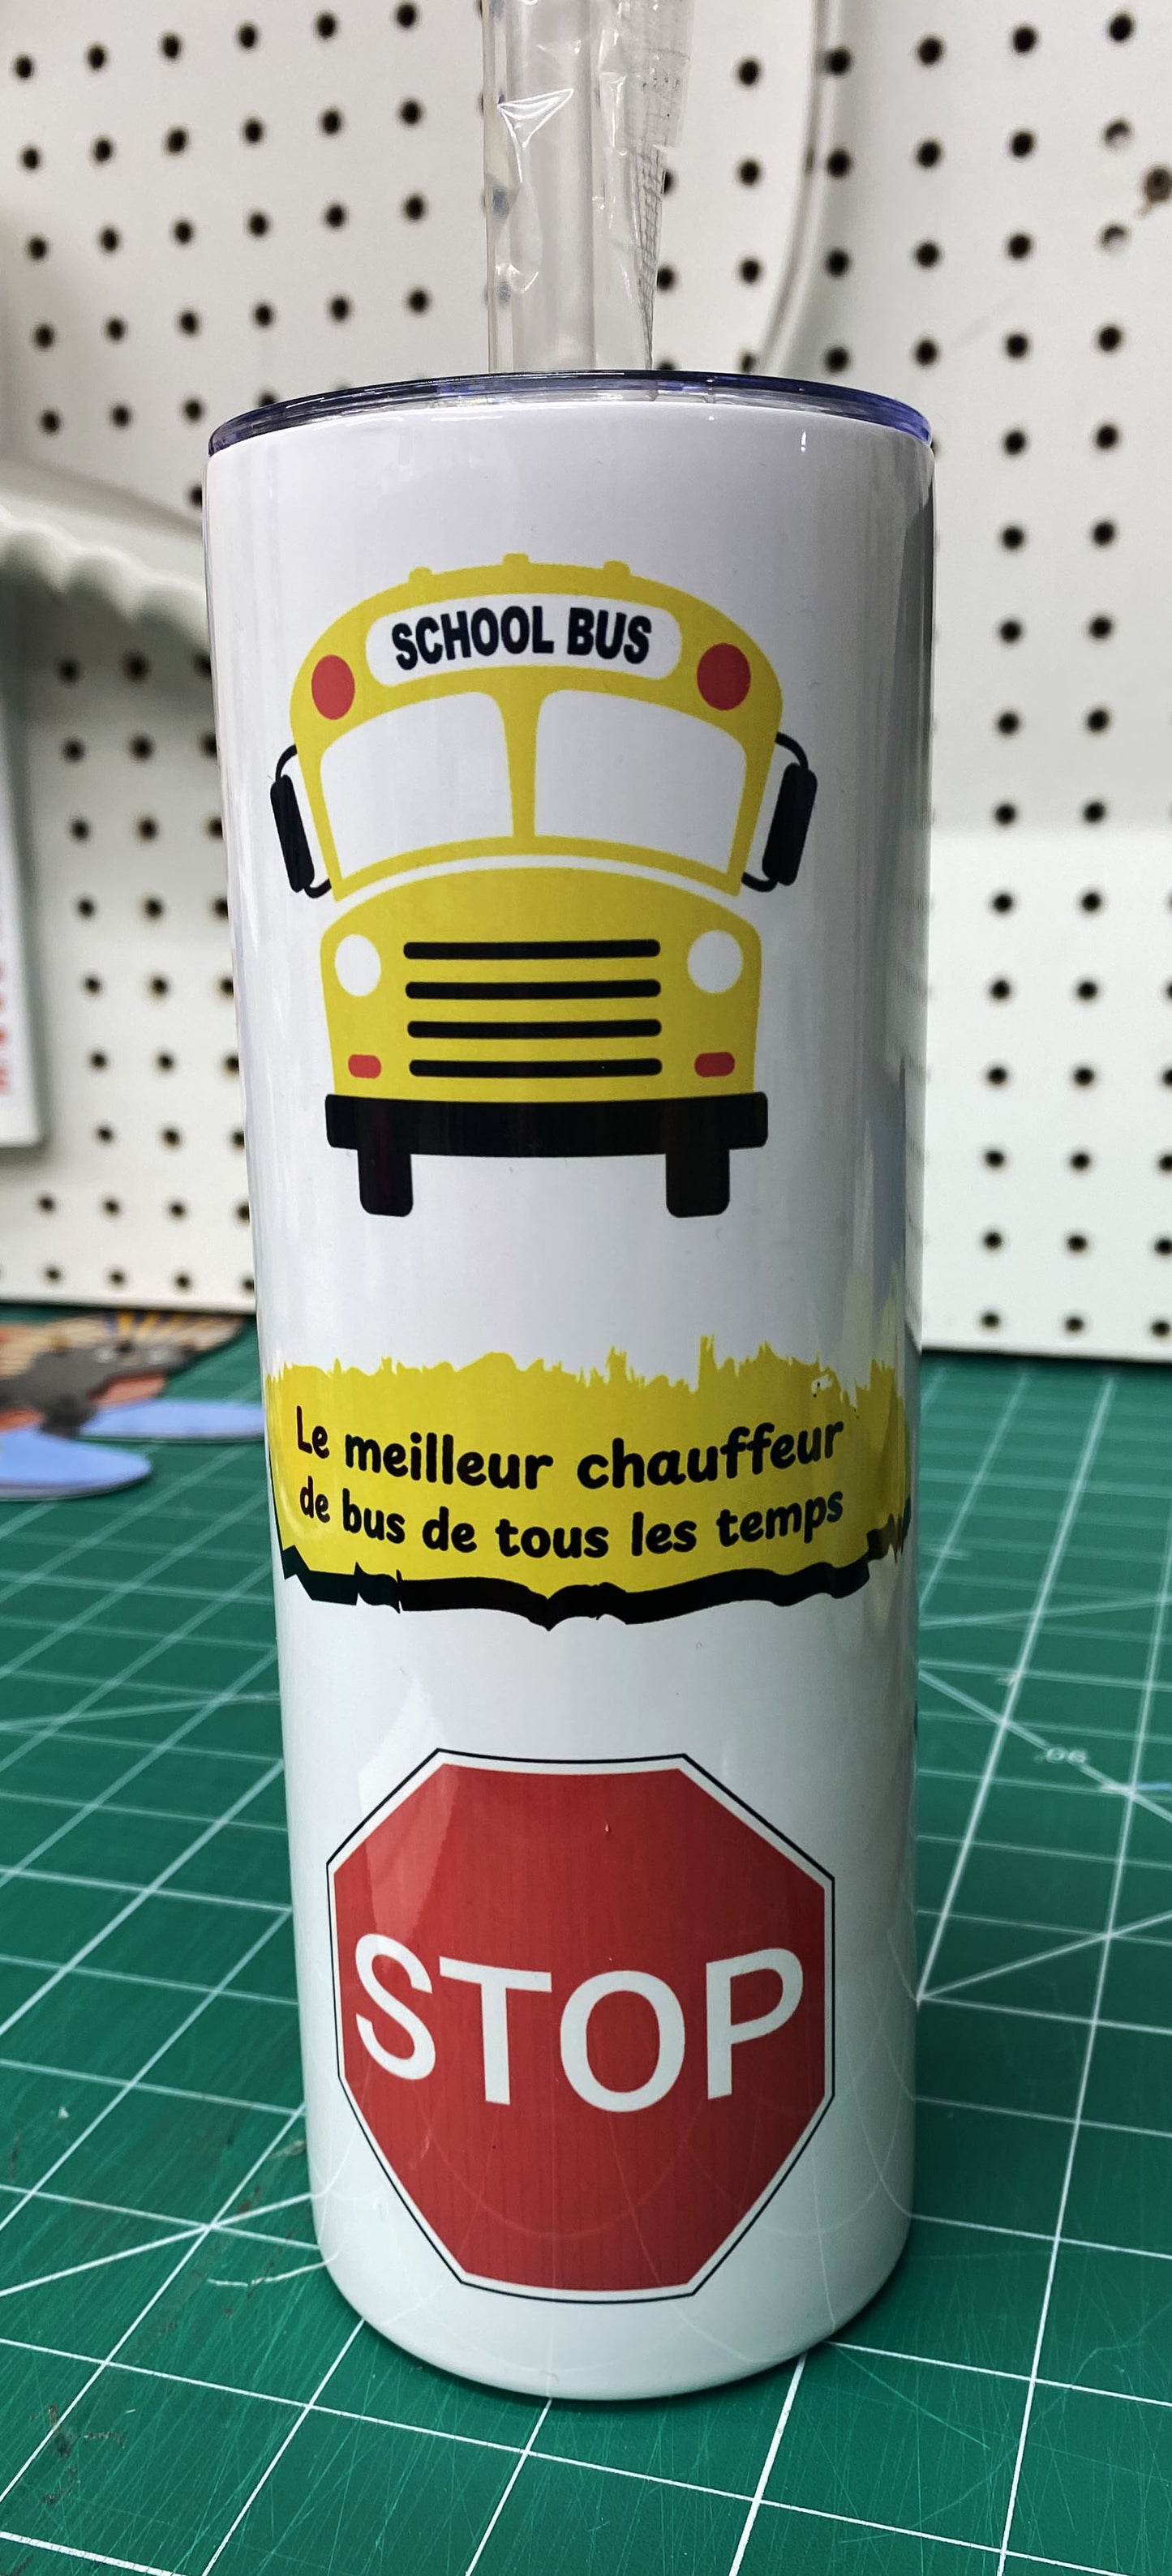 SCHOOL BUS
Le meilleur chauffeur
de bus de tous les temps
STOP